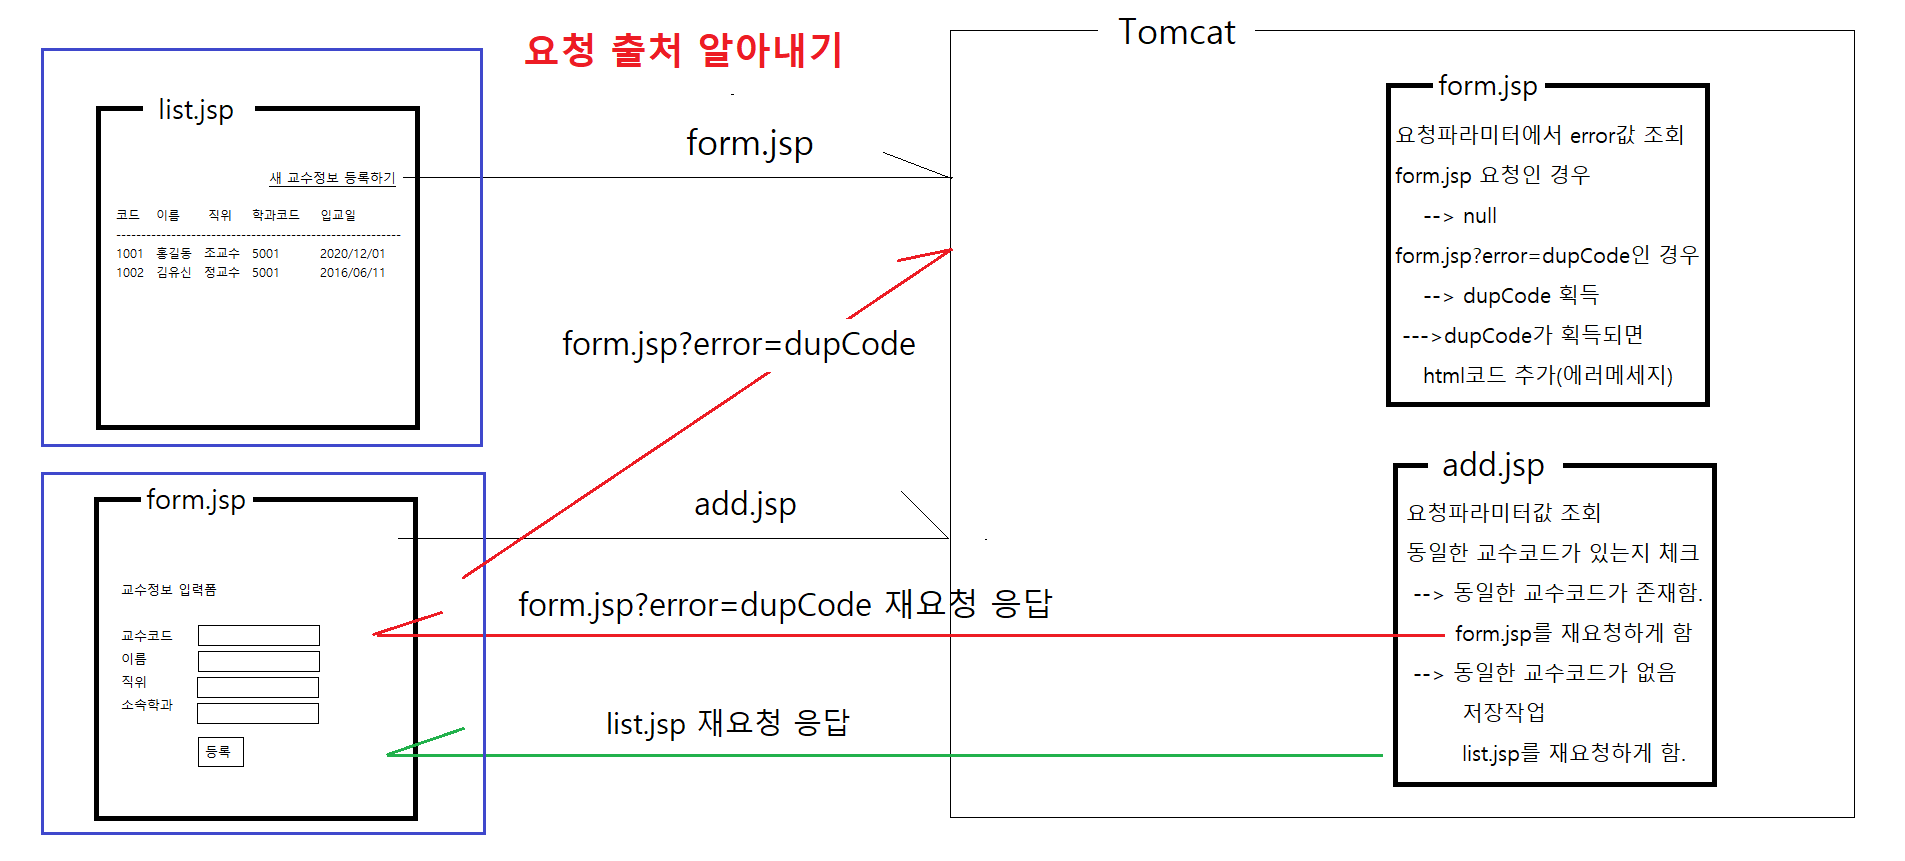 요청 출처 알아내기
Tomcat
list.jsp
새 교수정보 등록하기
코드 이름 직위 학과코드 입교일
--------------------------------------------------------
1001 홍길동 조교수 5001 2020/12/01
1002 김유신 정교수 5001 2016/06/11
form.jsp
form.jsp?error=dupCode
form.jsp
요청파라미터에서 error값 조회
form.jsp 요청인 경우
--> null
form.jsp?error=dupCode인 경우
--> dupCode 획득
--->dupCode가 획득되면
html코드 추가(에러메세지)
form.jsp
교수정보 입력폼
교수코드
이름
직위
소속학과
등록
add.jsp
form.jsp?error=dupCode 재요청 응답
list.jsp 재요청 응답
add.jsp
요청파라미터값 조회
동일한 교수코드가 있는지 체크
--> 동일한 교수코드가 존재함.
form.jsp를 재요청하게 함
--> 동일한 교수코드가 없음
저장작업
list.jsp를 재요청하게 함.